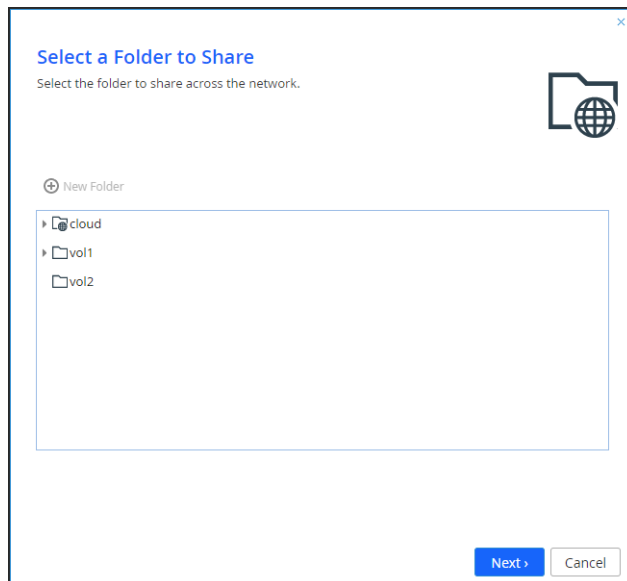 Select a Folder to Share
Select the folder to share across the network.
New Folder
cloud
vol1
vol2
Next ›
Cancel